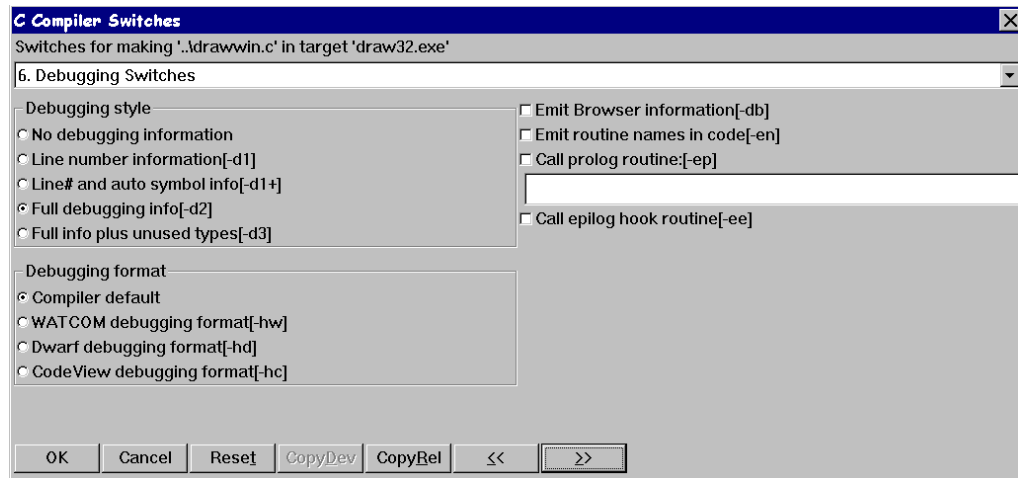 C Compiler Switches
Switches for making '..\drawwin.c' in target 'draw32.exe'
6. Debugging Switches
Debugging style
No debugging information
Line number information[-d1]
Line# and auto symbol info[-d1+]
Full debugging info[-d2]
Full info plus unused types[-d3]
Debugging format
Compiler default
WATCOM debugging format[-hw]
Dwarf debugging format[-hd]
CodeView debugging format[-hc]
Emit Browser information[-db]
Emit routine names in code[-en]
Call prolog routine:[-ep]
Call epilog hook routine[-ee]
OK Cancel Reset CopyDev CopyRel << >>